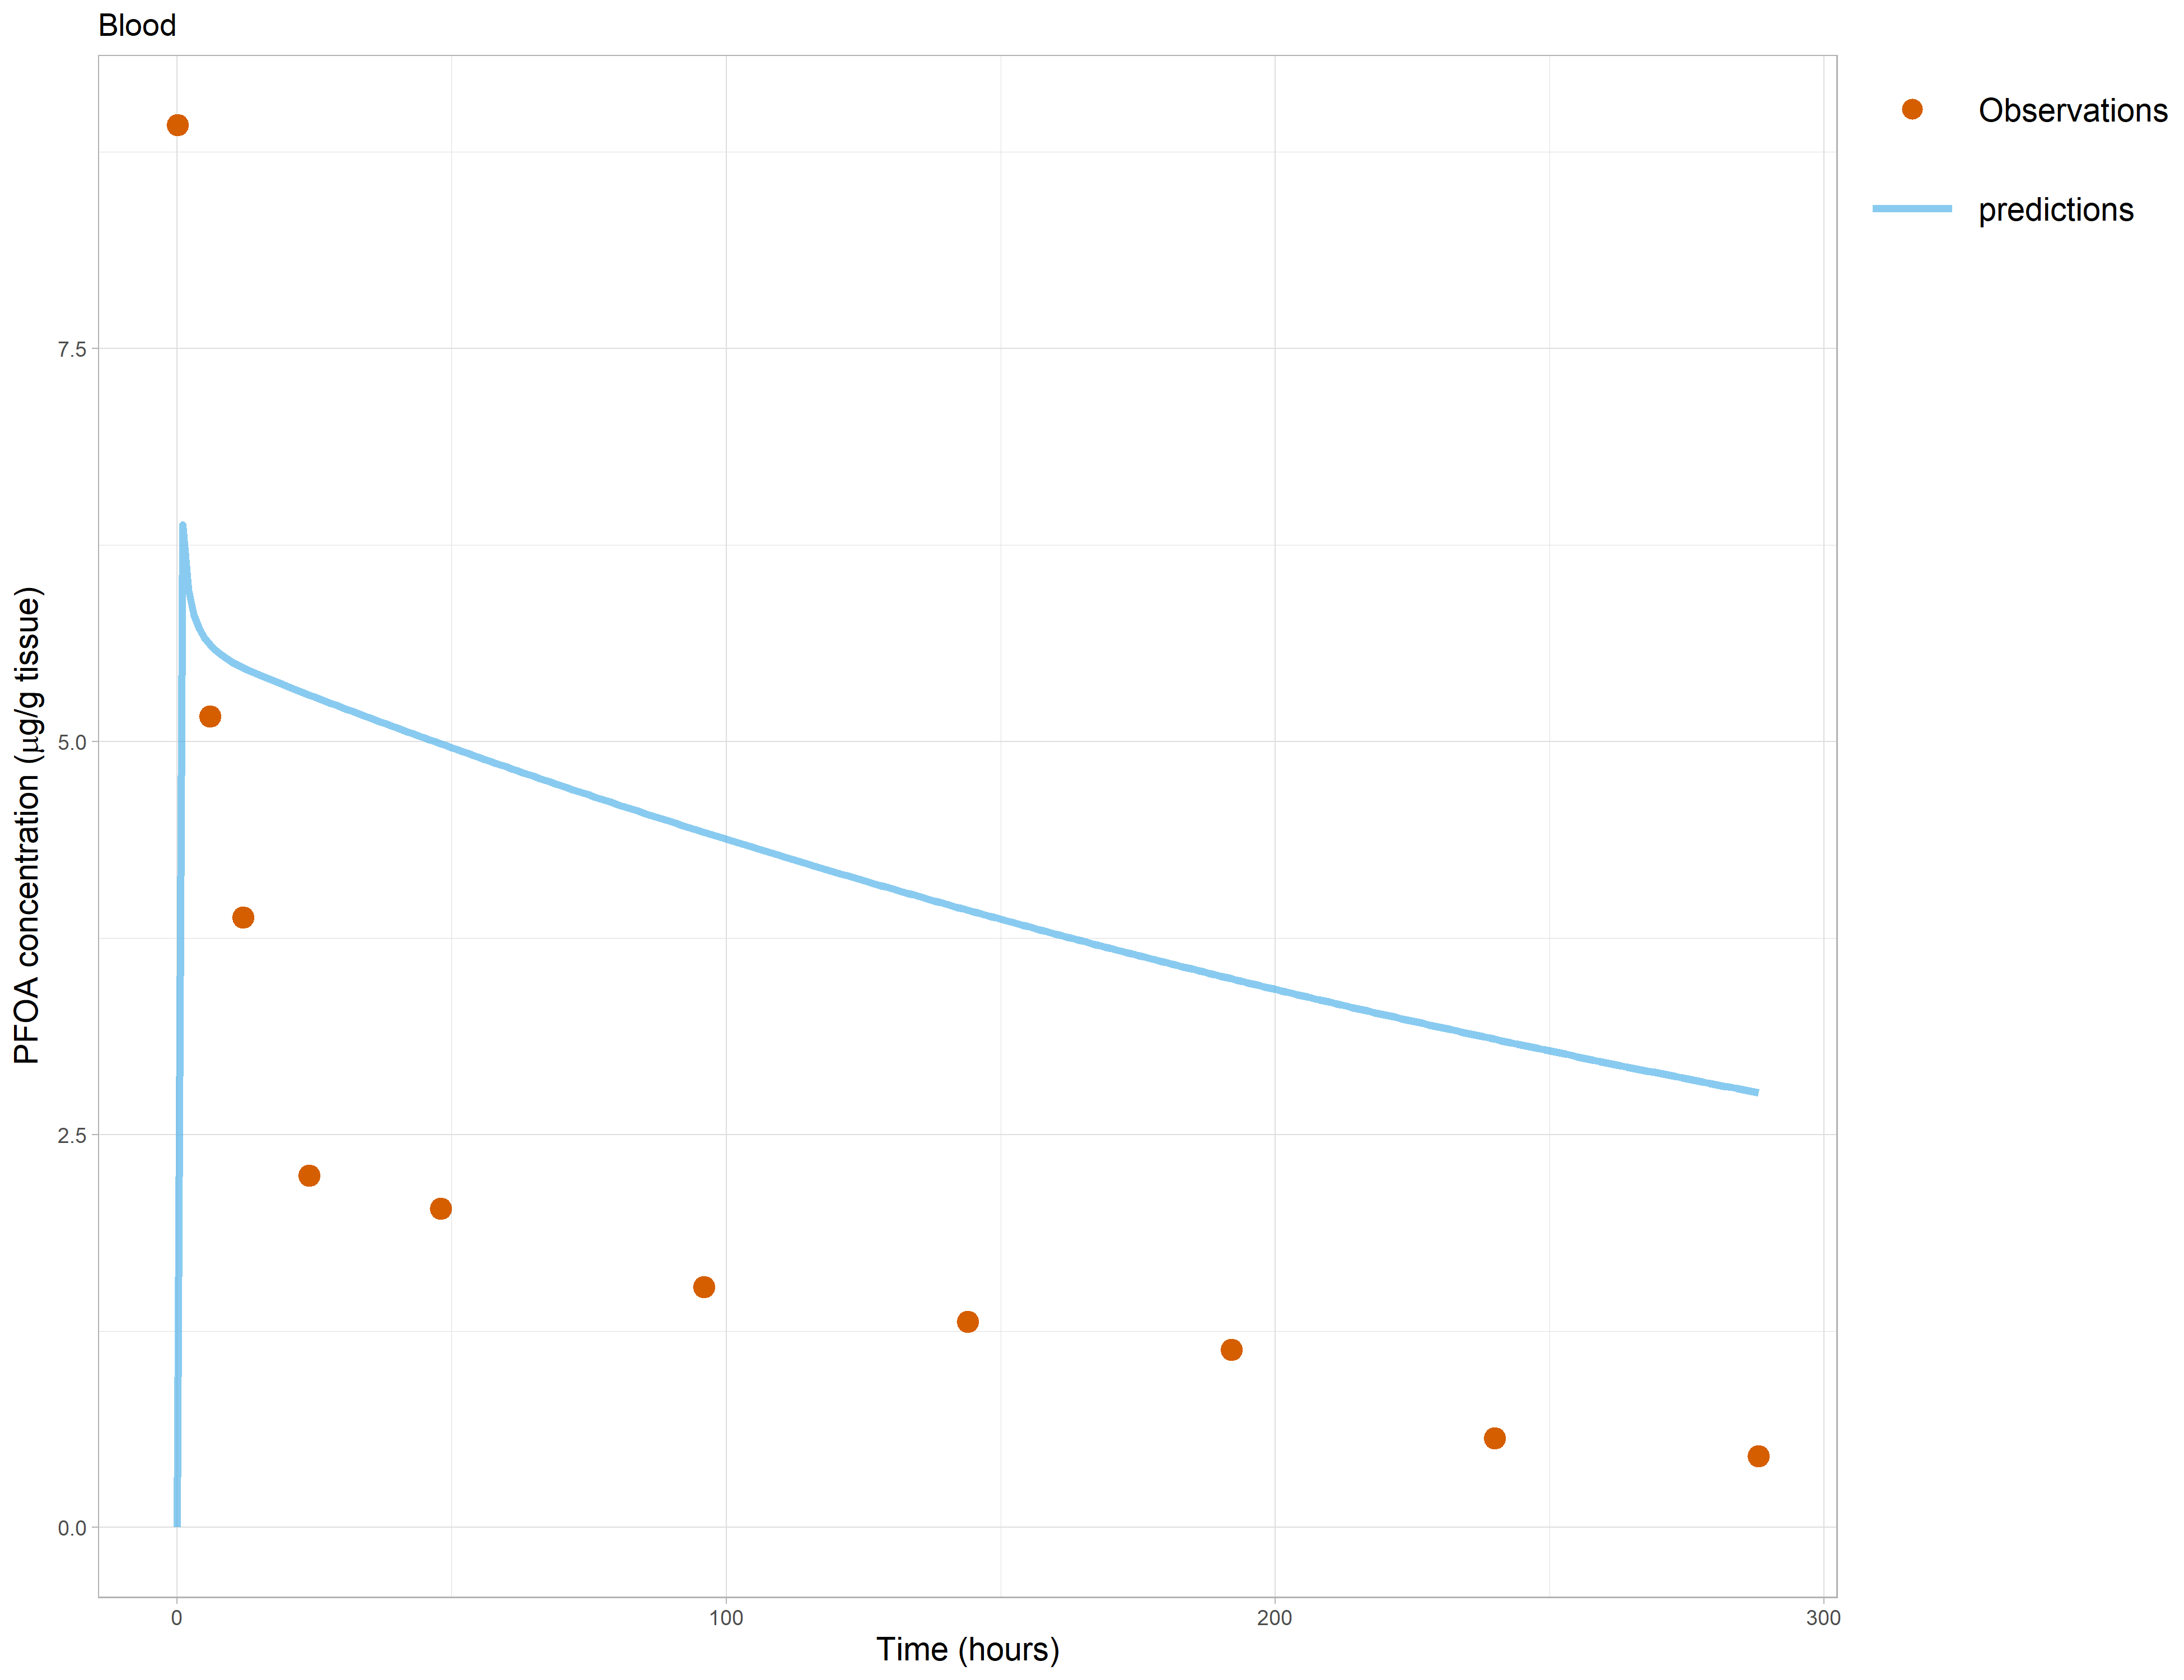 Blood
Observations
predictions
PFOA concentration (µg/g tissue)
7.5
5.0
2.5
0.0
0 100 200 300
Time (hours)